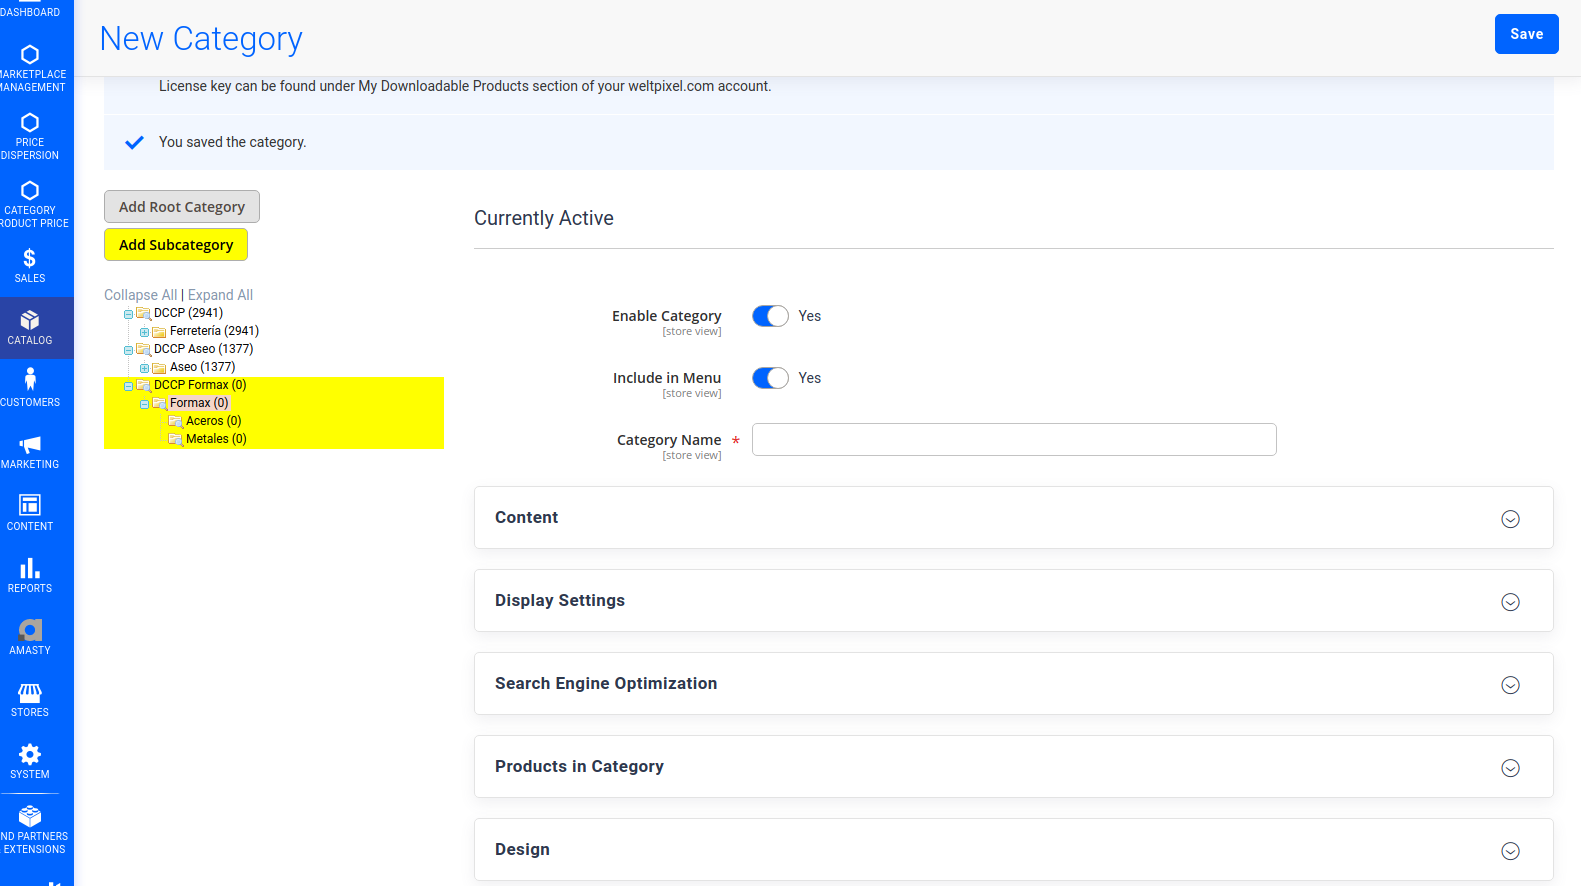 DASHBOARD
MARKETPLACE
MANAGEMENT
PRICE
DISPERSION
CATEGORY
PRODUCT PRICE
$
SALES
CATALOG
CUSTOMERS
MARKETING
CONTENT
REPORTS
AMASTY
STORES
SYSTEM
ND PARTNERS
EXTENSIONS
New Category
Save
License key can be found under My Downloadable Products section of your weltpixel.com account.
You saved the category.
Add Root Category
Add Subcategory
Collapse All | Expand All
DCCP (2941)
Ferretería (2941)
DCCP Aseo (1377)
Aseo (1377)
DCCP Formax (0)
Formax (0)
Aceros (0)
Metales (0)
Currently Active
Enable Category
[store view]
Yes
Include in Menu
[store view]
Yes
Category Name *
[store view]
Content
Display Settings
Search Engine Optimization
Products in Category
Design